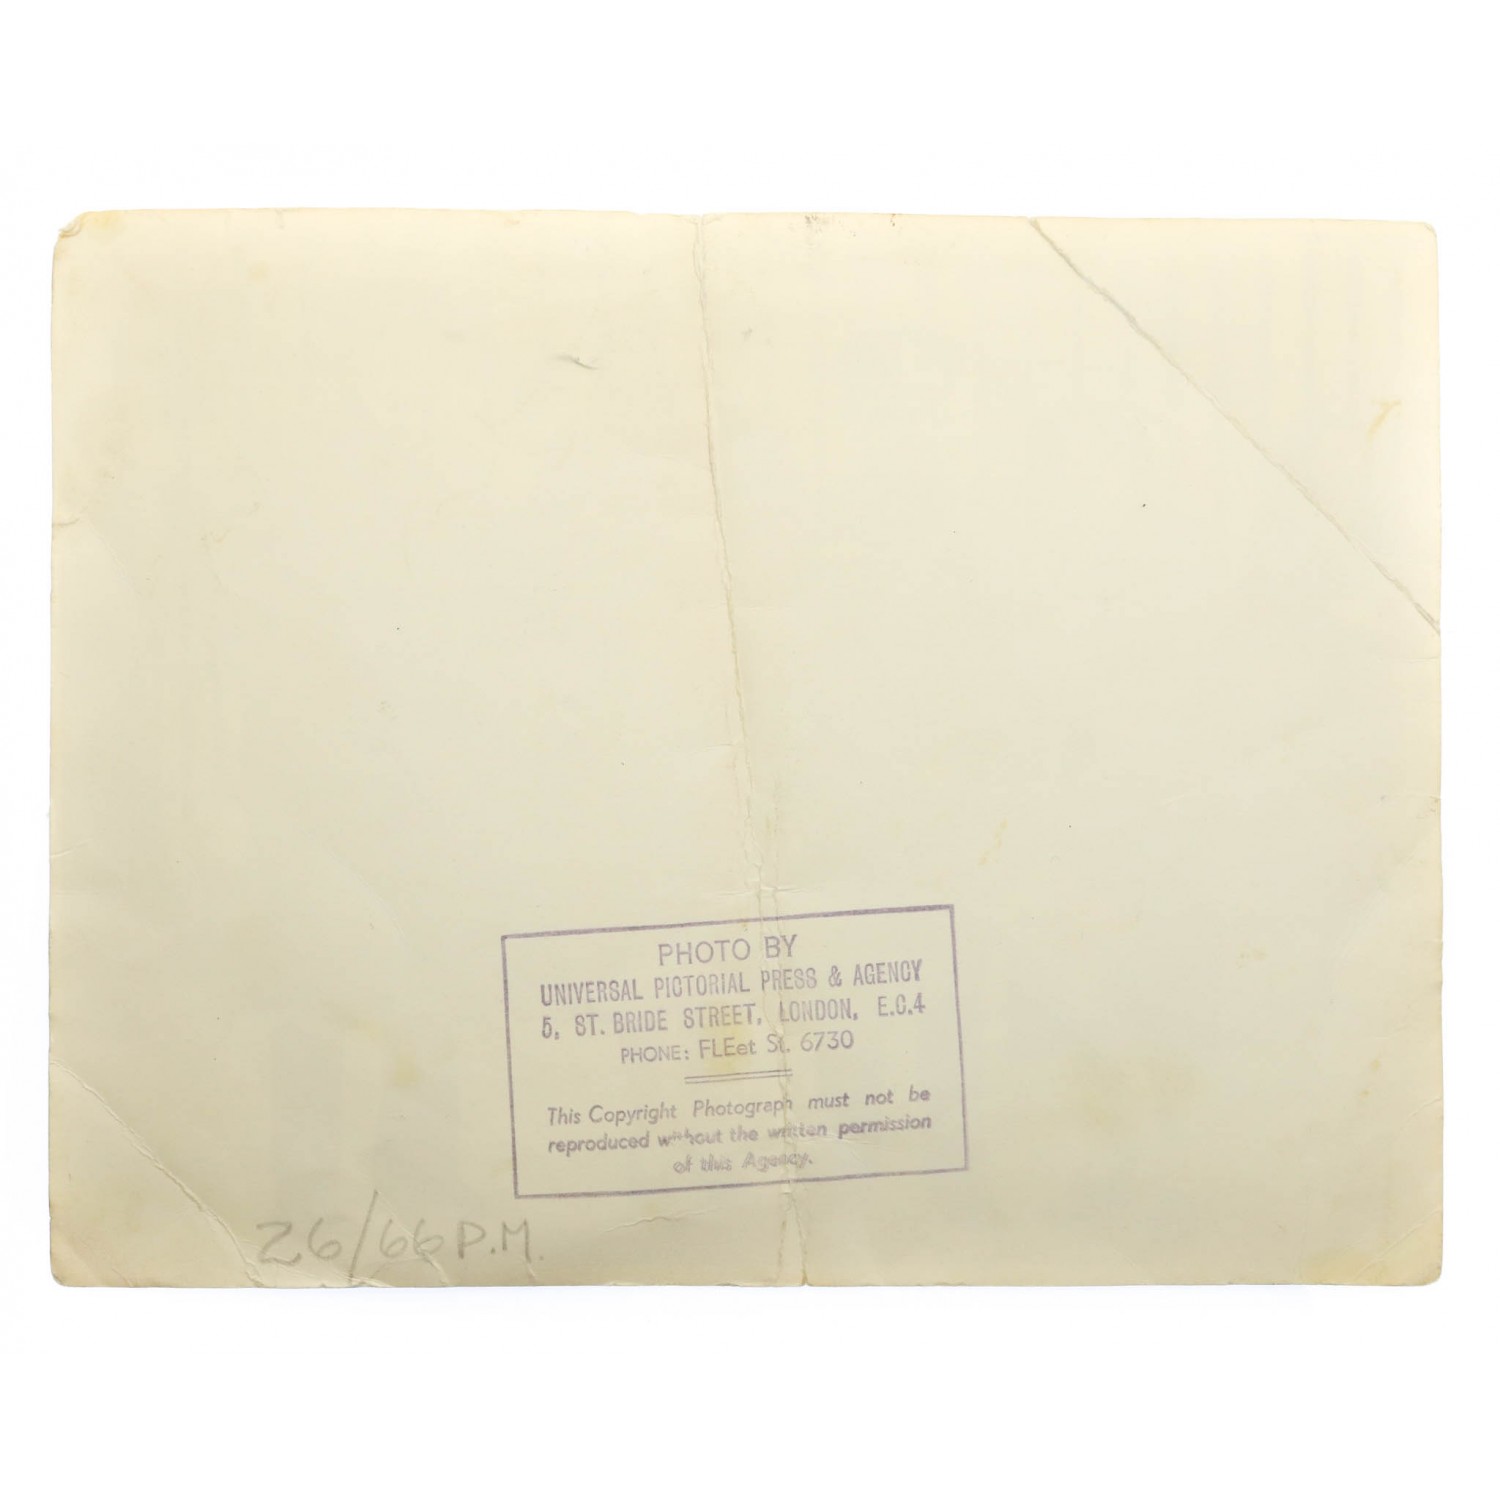 PHOTO BY
UNIVERSAL PICTORIAL PRESS & AGENCY
5, ST. BRIDE STREET, LONDON, E.C.4
PHONE: FLEet St. 6730
This Copyright Photograph must not be
reproduced without the written permission
of this Agency.
26/66 P.M.